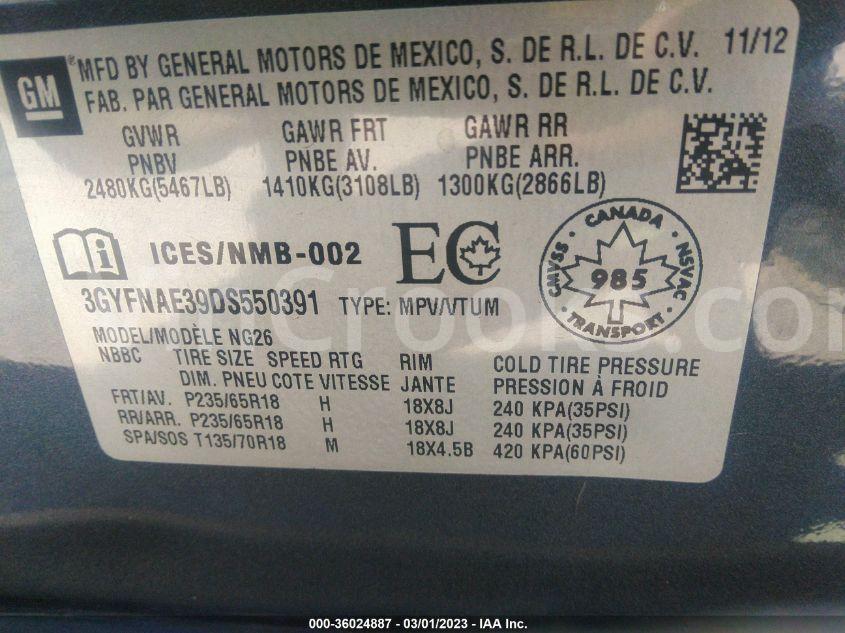 GM
®MFD BY GENERAL MOTORS DE MEXICO, S. DE R.L. DE C.V. 11/12
FAB. PAR GENERAL MOTORS DE MEXICO, S. DE R.L. DE C.V.
GVWR GAWR FRT GAWR RR
PNBV PNBE AV. PNBE ARR.
2480KG(5467LB) 1410KG(3108LB) 1300KG(2866LB)
i ICES/NMB-002 EC
CANADA
CMVSS 985 NSVAC
TRANSPORT
3GYFNAE39DS550391 TYPE: MPV/VTUM
MODEL/MODÈLE NG26
NBBC TIRE SIZE SPEED RTG RIM COLD TIRE PRESSURE
DIM. PNEU COTE VITESSE JANTE PRESSION À FROID
FRT/AV. P235/65R18 H 18X8J 240 KPA(35PSI)
RR/ARR. P235/65R18 H 18X8J 240 KPA(35PSI)
SPA/SOS T135/70R18 M 18X4.5B 420 KPA(60PSI)
000-36024887 - 03/01/2023 - IAA Inc.